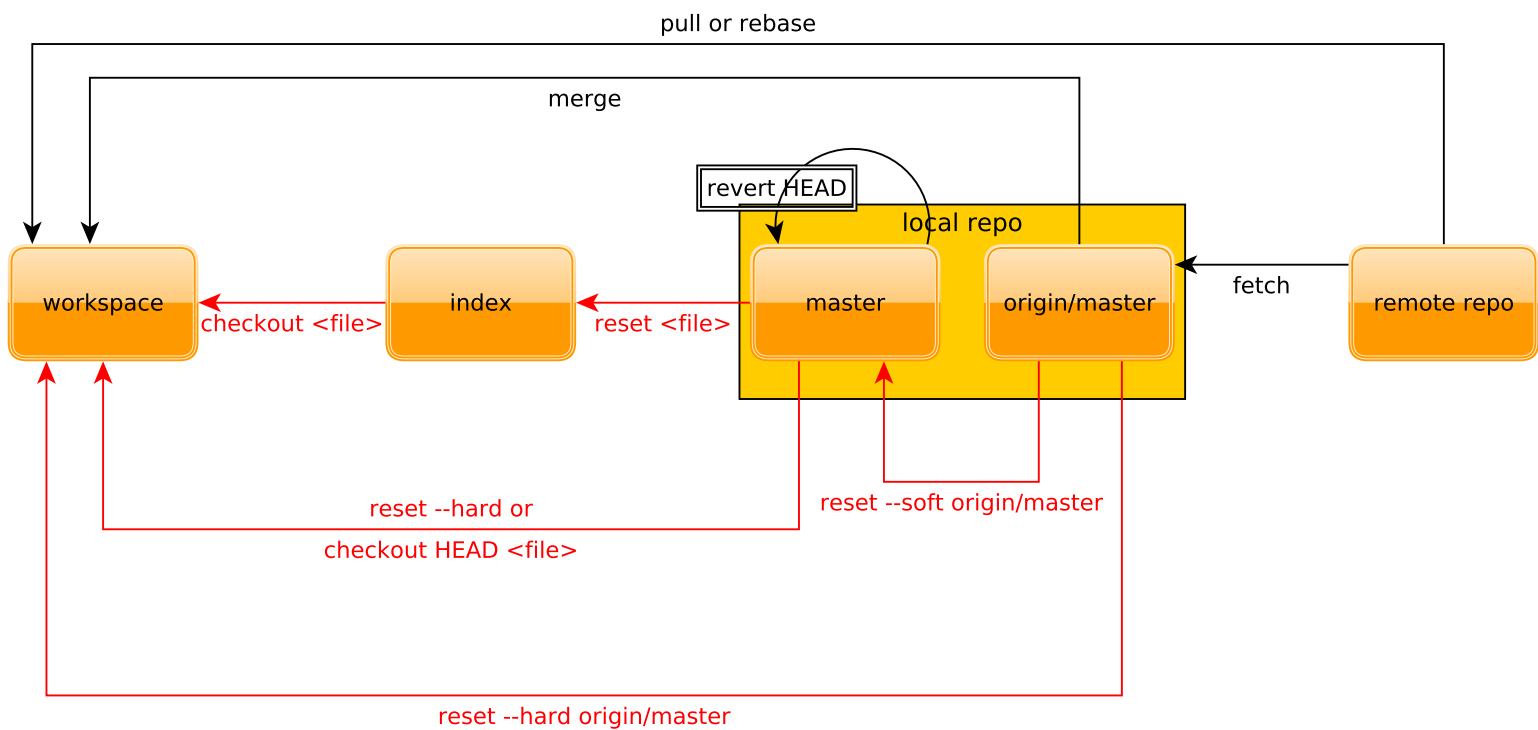 pull or rebase
merge
revert HEAD
local repo
workspace
index
master
origin/master
remote repo
fetch
checkout <file>
reset <file>
reset --soft origin/master
reset --hard or
checkout HEAD <file>
reset --hard origin/master